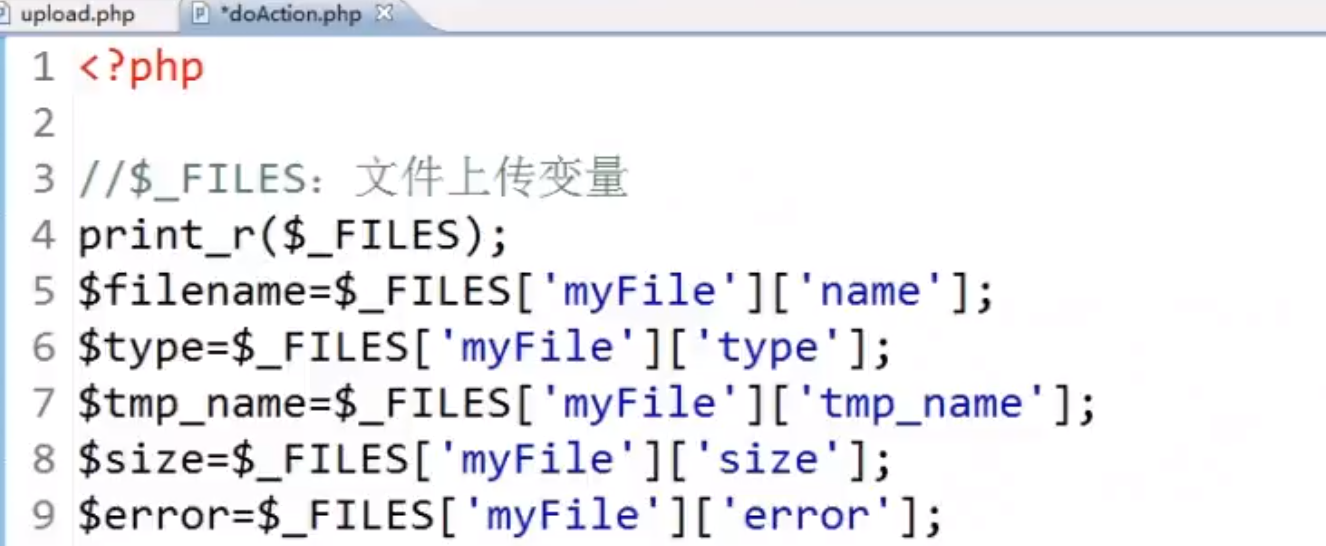 upload.php *doAction.php
1 <?php
2
3 //$_FILES：文件上传变量
4 print_r($_FILES);
5 $filename=$_FILES['myFile']['name'];
6 $type=$_FILES['myFile']['type'];
7 $tmp_name=$_FILES['myFile']['tmp_name'];
8 $size=$_FILES['myFile']['size'];
9 $error=$_FILES['myFile']['error'];